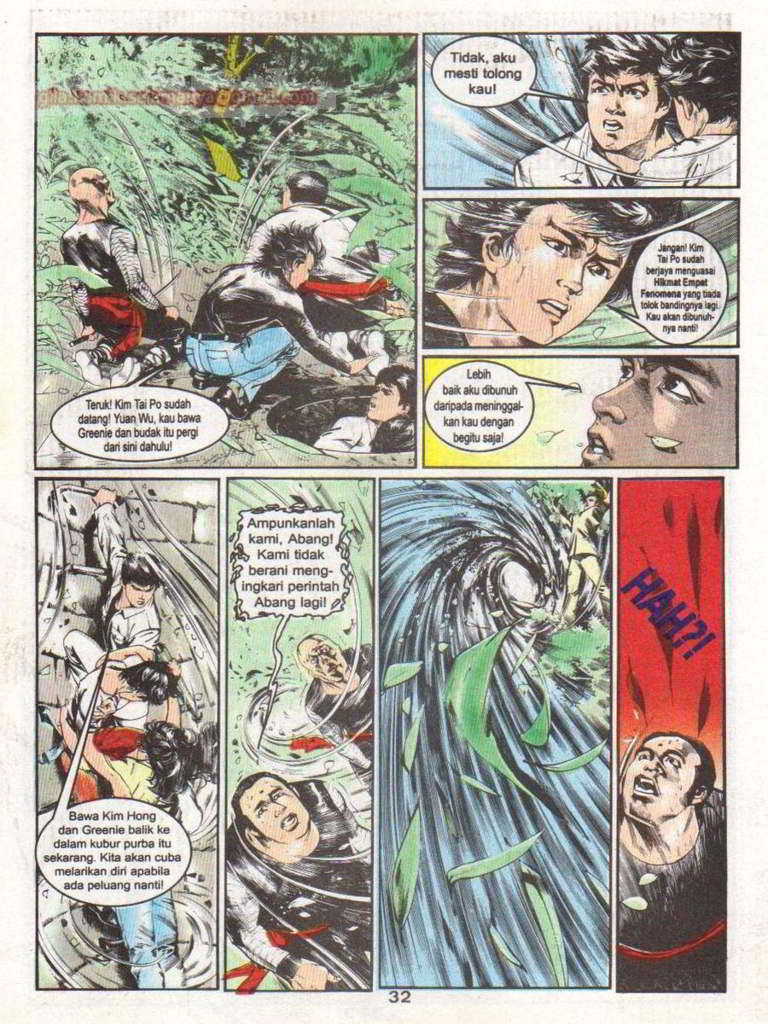 Teruk! Kim Tai Po sudah
datang! Yuan Wu, kau bawa
Greenie dan budak itu pergi
dari sini dahulu!
Tidak, aku
mesti tolong
kau!
Jangan! Kim
Tai Po sudah
berjaya menguasai
Hikmat Empat
Fenomena yang tiada
tolok bandingnya lagi.
Kau akan dibunuh-
nya nanti!
Lebih
baik aku dibunuh
daripada meninggal-
kan kau dengan
begitu saja!
Bawa Kim Hong
dan Greenie balik ke
dalam kubur purba itu
sekarang. Kita akan cuba
melarikan diri apabila
ada peluang nanti!
Ampunkanlah
kami, Abang!
Kami tidak
berani meng-
ingkari perintah
Abang lagi!
HAH?!
32